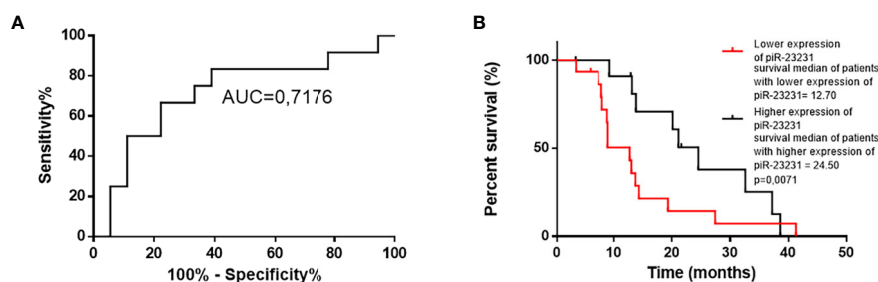 A
100
80
60
40
20
0
Sensitivity%
AUC=0,7176
0 20 40 60 80 100
100% - Specificity%
B
100
50
0
Percent survival (%)
0 10 20 30 40 50
Time (months)
Lower expression
of piR-23231
survival median of patients
with lower expression of
piR-23231= 12.70
Higher expression of
piR-23231
survival median of patients
with higher expression of
piR-23231 = 24.50
p=0,0071